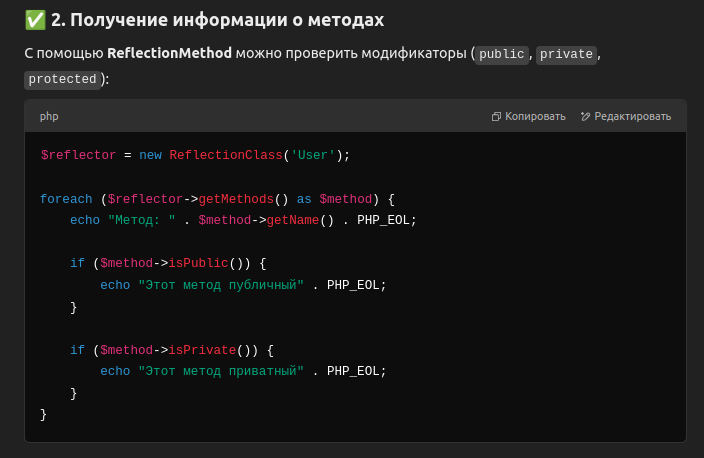 ✅ 2. Получение информации о методах
С помощью ReflectionMethod можно проверить модификаторы (public, private,
protected):
php Копировать Редактировать
$reflector = new ReflectionClass('User');
foreach ($reflector->getMethods() as $method) {
    echo "Метод: " . $method->getName() . PHP_EOL;
    if ($method->isPublic()) {
        echo "Этот метод публичный" . PHP_EOL;
    }
    if ($method->isPrivate()) {
        echo "Этот метод приватный" . PHP_EOL;
    }
}